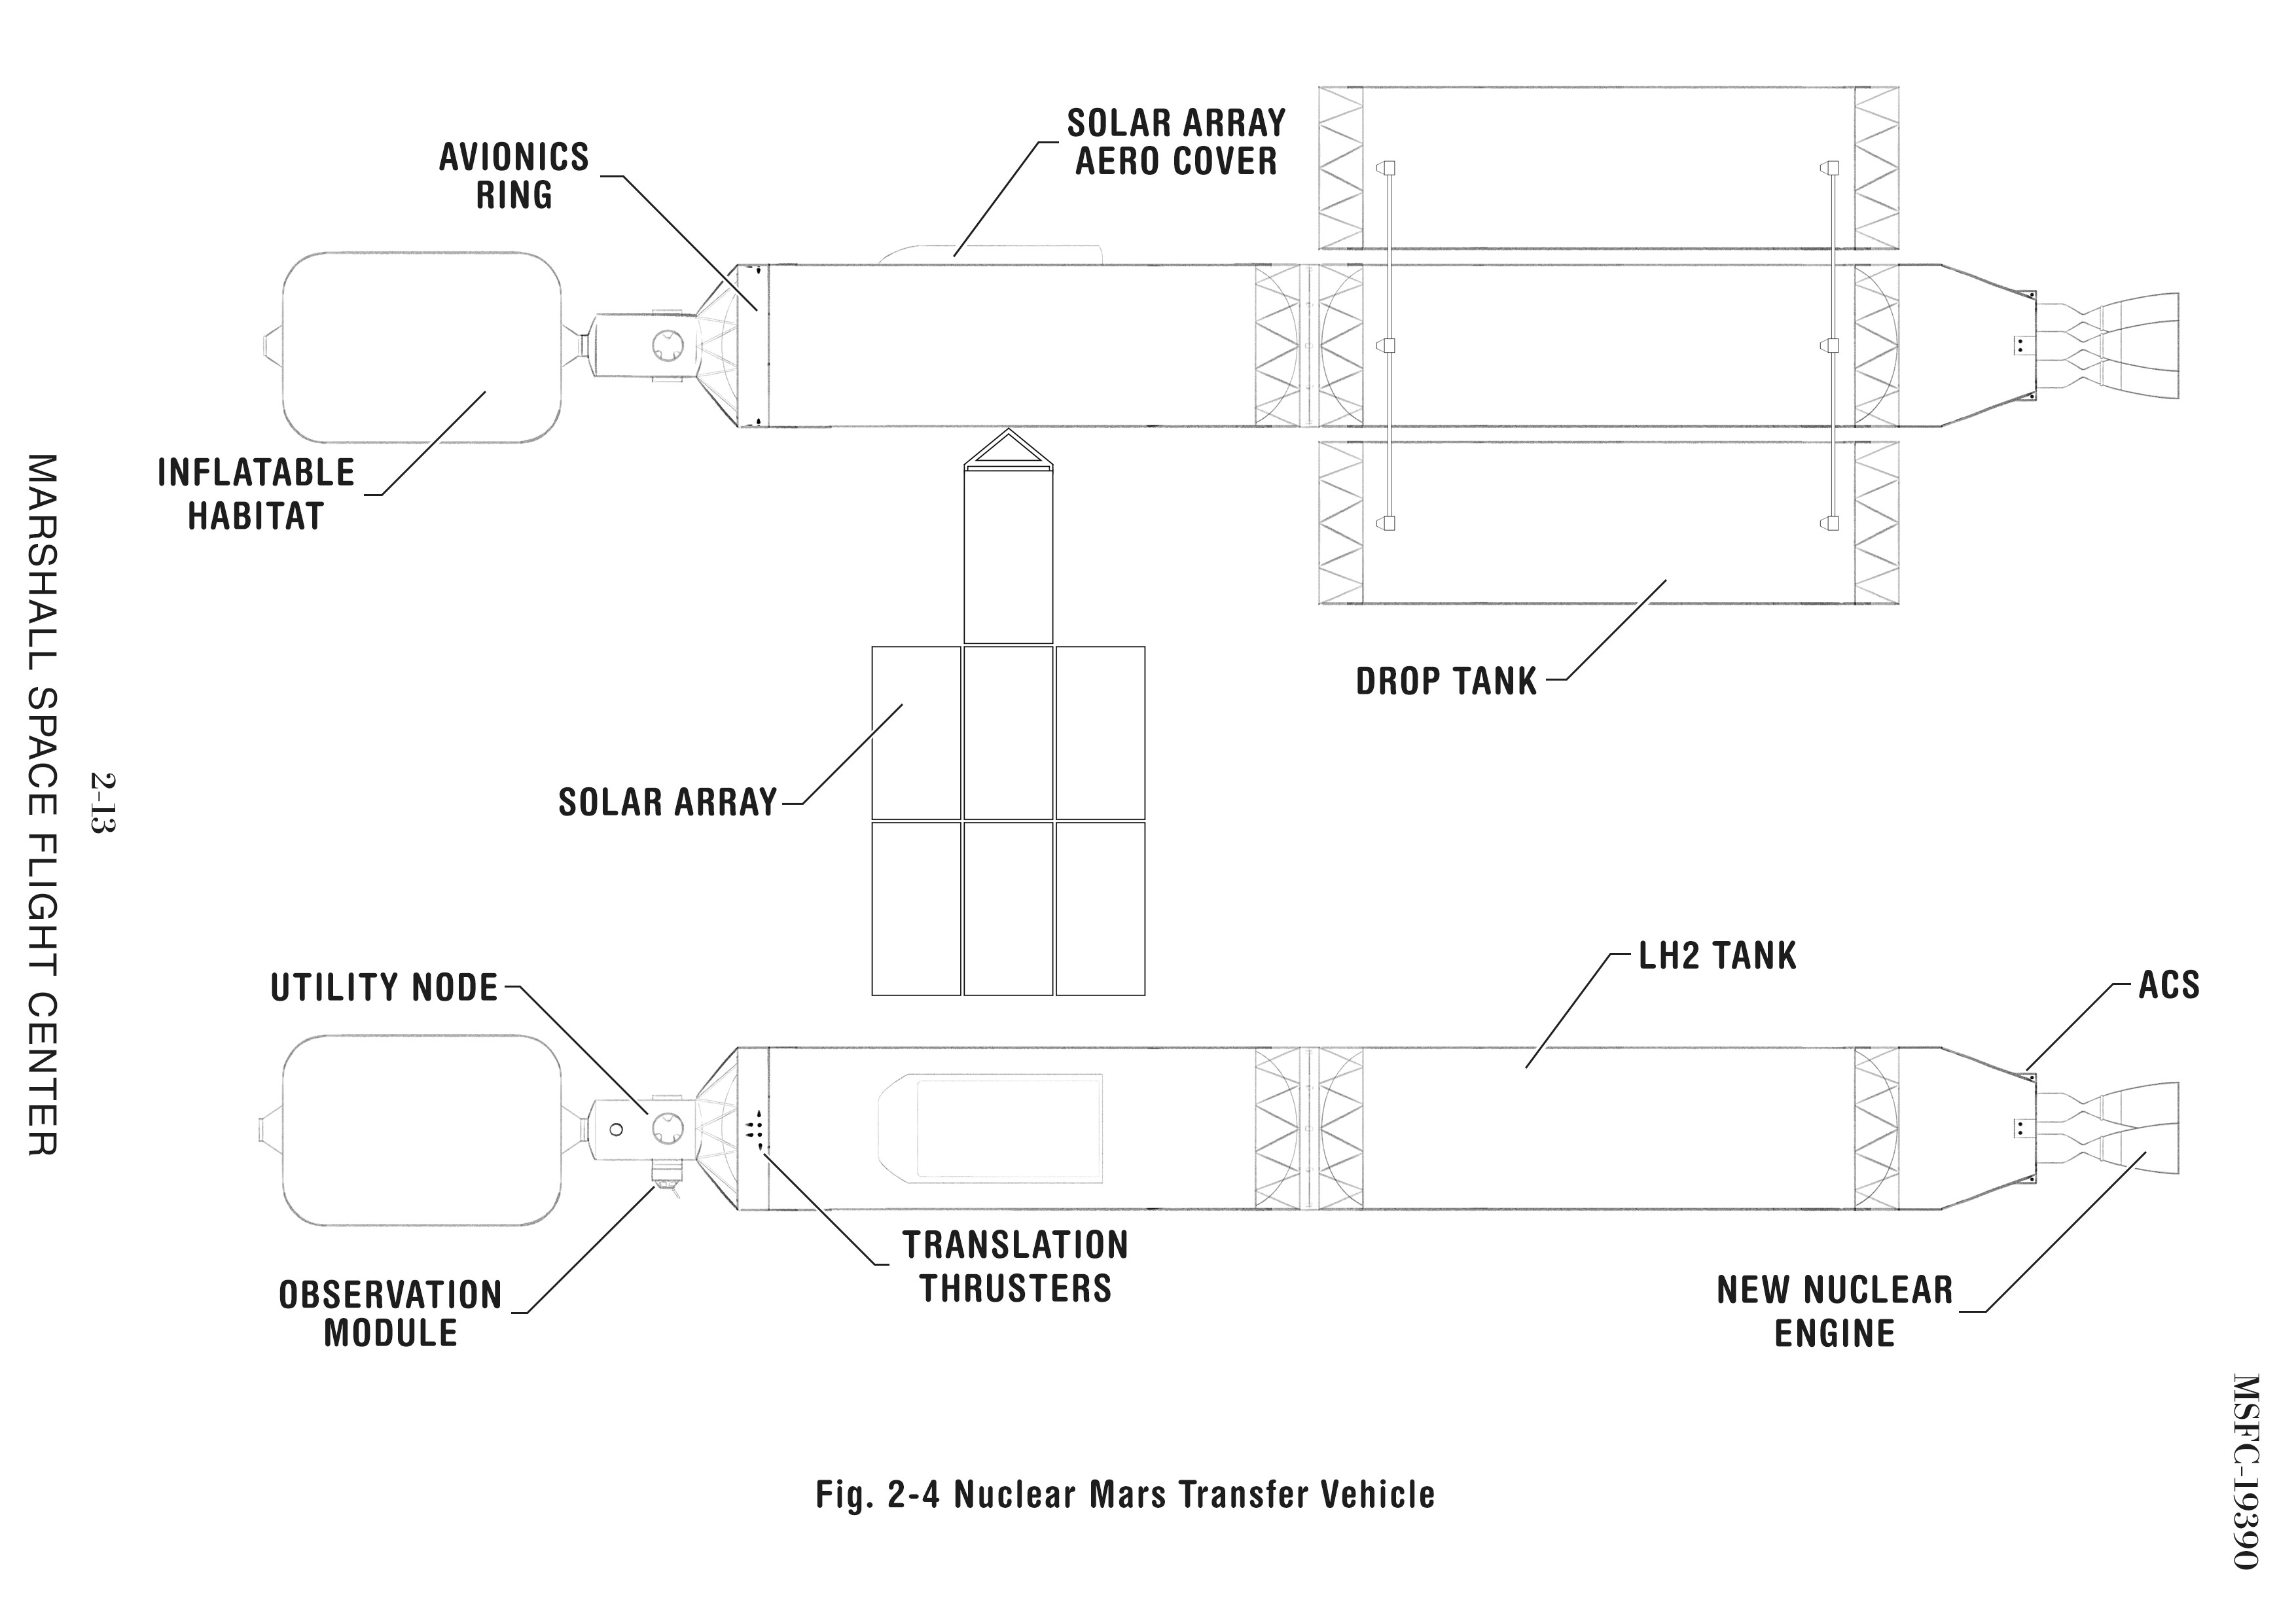 SOLAR ARRAY
AERO COVER
AVIONICS
RING
INFLATABLE
HABITAT
DROP TANK
SOLAR ARRAY
LH2 TANK
ACS
UTILITY NODE
TRANSLATION
THRUSTERS
OBSERVATION
MODULE
NEW NUCLEAR
ENGINE
Fig. 2-4 Nuclear Mars Transfer Vehicle
MARSHALL SPACE FLIGHT CENTER
2-13
MSFC-19390